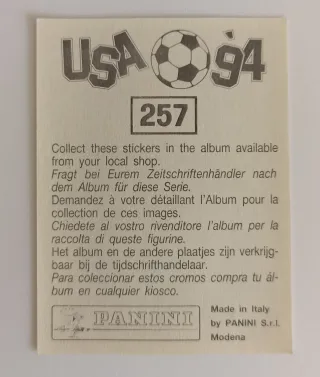 USA '94
257
Collect these stickers in the album available
from your local shop.
Fragt bei Eurem Zeitschriftenhändler nach
dem Album für diese Serie.
Demandez à votre détaillant l'Album pour la
collection de ces images.
Chiedete al vostro rivenditore l'album per la
raccolta di queste figurine.
Het album en de andere plaatjes zijn verkrijg-
baar bij de tijdschrifthandelaar.
Para coleccionar estos cromos compra tu ál-
bum en cualquier kiosco.
PANINI
Made in Italy
by PANINI S.r.l.
Modena